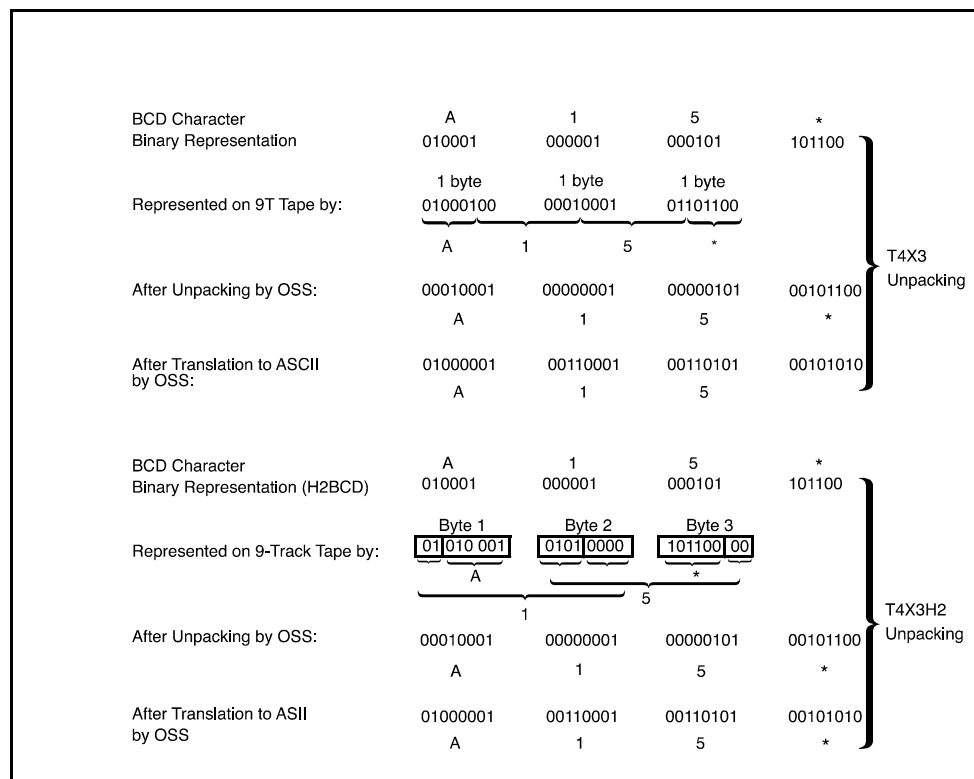 A 1 5 *
BCD Character
Binary Representation 010001 000001 000101 101100
1 byte 1 byte 1 byte
Represented on 9T Tape by: 01000100 00010001 01101100
A 1 5 *
T4X3
Unpacking
After Unpacking by OSS: 00010001 00000001 00000101 00101100
A 1 5 *
After Translation to ASCII 01000001 00110001 00110101 00101010
by OSS:
A 1 5
BCD Character A 1 5 *
Binary Representation (H2BCD) 010001 000001 000101 101100
Byte 1 Byte 2 Byte 3
Represented on 9-Track Tape by: 01 010 001 0101 0000 101100 00
A *
1 5
T4X3H2
Unpacking
After Unpacking by OSS: 00010001 00000001 00000101 00101100
A 1 5 *
After Translation to ASII 01000001 00110001 00110101 00101010
by OSS
A 1 5 *